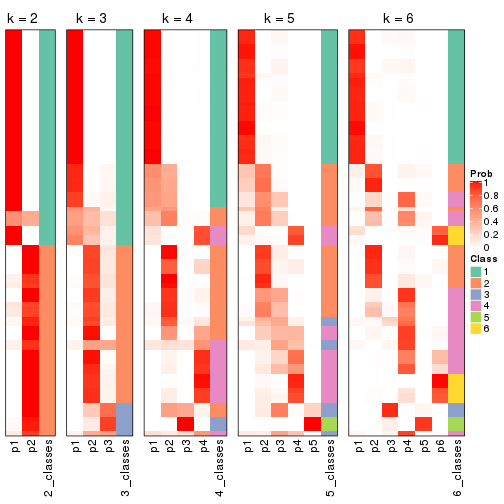 k = 2
k = 3
k = 4
k = 5
k = 6
p1
p2
2_classes
p1
p2
p3
3_classes
p1
p2
p3
p4
4_classes
p1
p2
p3
p4
p5
5_classes
p1
p2
p3
p4
p5
p6
6_classes
Prob
1
0.8
0.6
0.4
0.2
0
Class
1
2
3
4
5
6